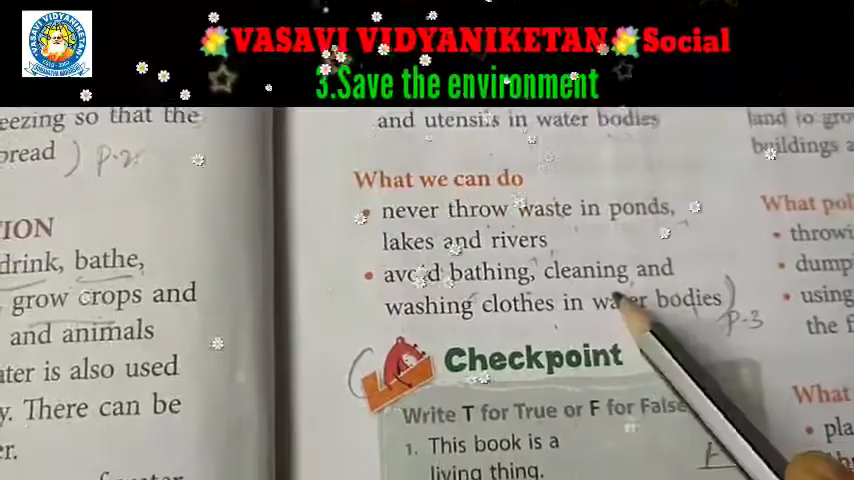 VASAVI VIDYANIKETAN Social
3.Save the environment
VASAVI VIDYANIKETAN
eezing so that the
pread) p-2
ION
drink, bathe,
grow crops and
and animals
ater is also used
y. There can be
er.
and utensils in water bodies
What we can do
• never throw waste in ponds,
lakes and rivers
• avoid bathing, cleaning and
washing clothes in water bodies) p-3
Checkpoint
Write T for True or F for False
1. This book is a
living thing. F
land to gro
buildings a
What pol
• throwi
• dump
• using
the f
What
• pla